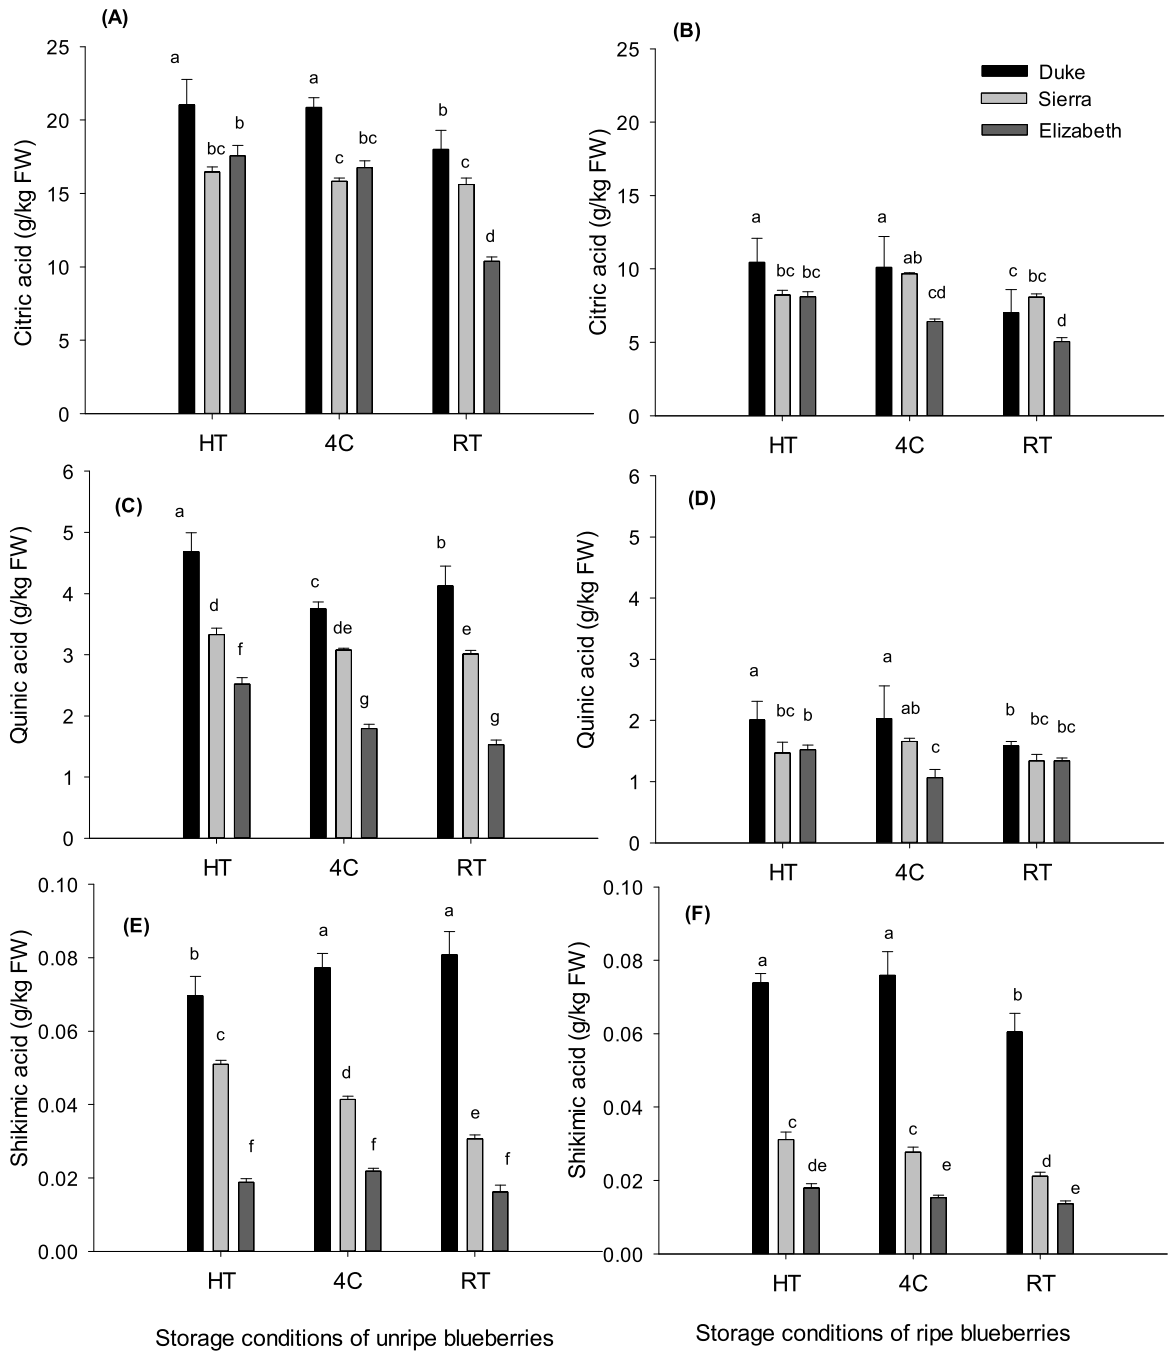 (A)
25
20
15
10
5
0
Citric acid (g/kg FW)
a
bc
b
a
c
bc
b
c
d
HT
4C
RT
(B)
25
20
15
10
5
0
Citric acid (g/kg FW)
Duke
Sierra
Elizabeth
a
bc
bc
a
ab
cd
c
bc
d
HT
4C
RT
(C)
6
5
4
3
2
1
0
Quinic acid (g/kg FW)
a
d
f
c
de
g
b
e
g
HT
4C
RT
(D)
6
5
4
3
2
1
0
Quinic acid (g/kg FW)
a
bc
b
a
ab
c
b
bc
bc
HT
4C
RT
(E)
0.10
0.08
0.06
0.04
0.02
0.00
Shikimic acid (g/kg FW)
b
c
f
a
d
f
a
e
f
HT
4C
RT
Storage conditions of unripe blueberries
(F)
0.10
0.08
0.06
0.04
0.02
0.00
Shikimic acid (g/kg FW)
a
c
de
a
c
e
b
d
e
HT
4C
RT
Storage conditions of ripe blueberries